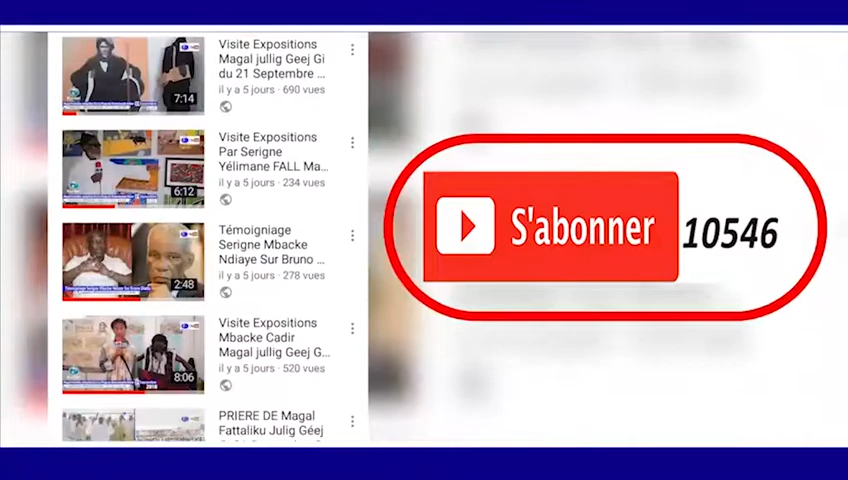 Visite Expositions
Magal jullig Geej Gi
du 21 Septembre ...
il y a 5 jours · 690 vues
7:14
Visite Expositions
Par Serigne
Yélimane FALL Ma...
il y a 5 jours · 234 vues
6:12
Témoigniage
Serigne Mbacke
Ndiaye Sur Bruno ...
il y a 5 jours · 278 vues
2:48
Visite Expositions
Mbacke Cadir
Magal jullig Geej G...
il y a 5 jours · 520 vues
8:06
PRIERE DE Magal
Fattaliku Julig Géej
S'abonner
10546